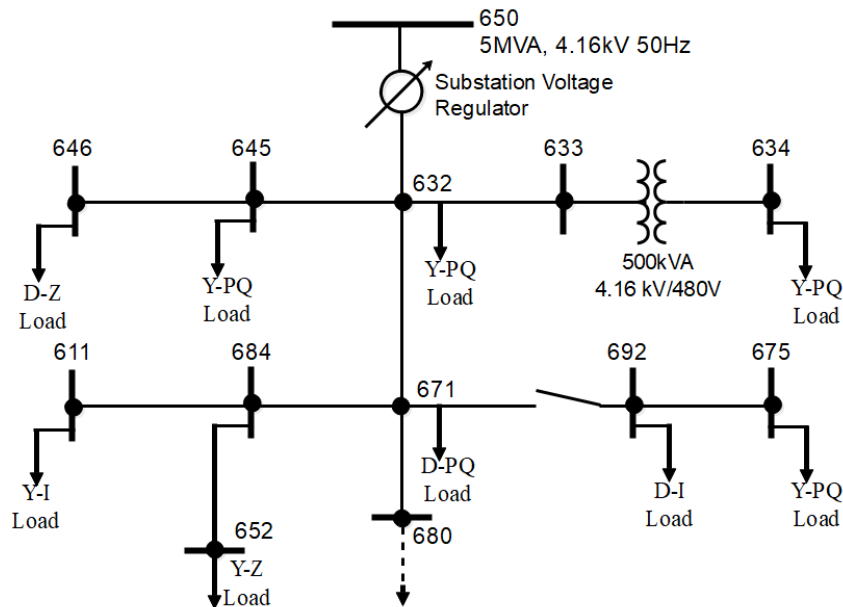 650
5MVA, 4.16kV 50Hz
Substation Voltage
Regulator
646
645
632
633
634
D-Z
Load
Y-PQ
Load
Y-PQ
Load
500kVA
4.16 kV/480V
Y-PQ
Load
611
684
671
692
675
Y-I
Load
D-PQ
Load
D-I
Load
Y-PQ
Load
652
Y-Z
Load
680